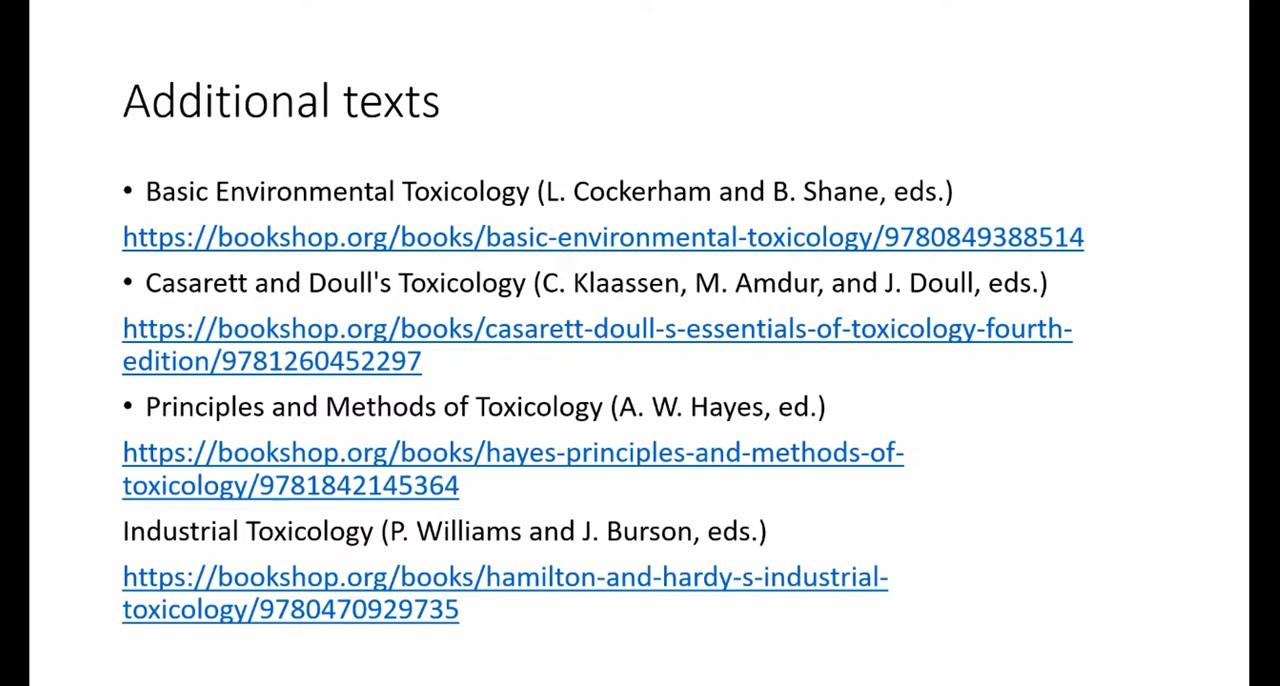 Additional texts
• Basic Environmental Toxicology (L. Cockerham and B. Shane, eds.)
https://bookshop.org/books/basic-environmental-toxicology/9780849388514
• Casarett and Doull's Toxicology (C. Klaassen, M. Amdur, and J. Doull, eds.)
https://bookshop.org/books/casarett-doull-s-essentials-of-toxicology-fourth-
edition/9781260452297
• Principles and Methods of Toxicology (A. W. Hayes, ed.)
https://bookshop.org/books/hayes-principles-and-methods-of-
toxicology/9781842145364
Industrial Toxicology (P. Williams and J. Burson, eds.)
https://bookshop.org/books/hamilton-and-hardy-s-industrial-
toxicology/9780470929735